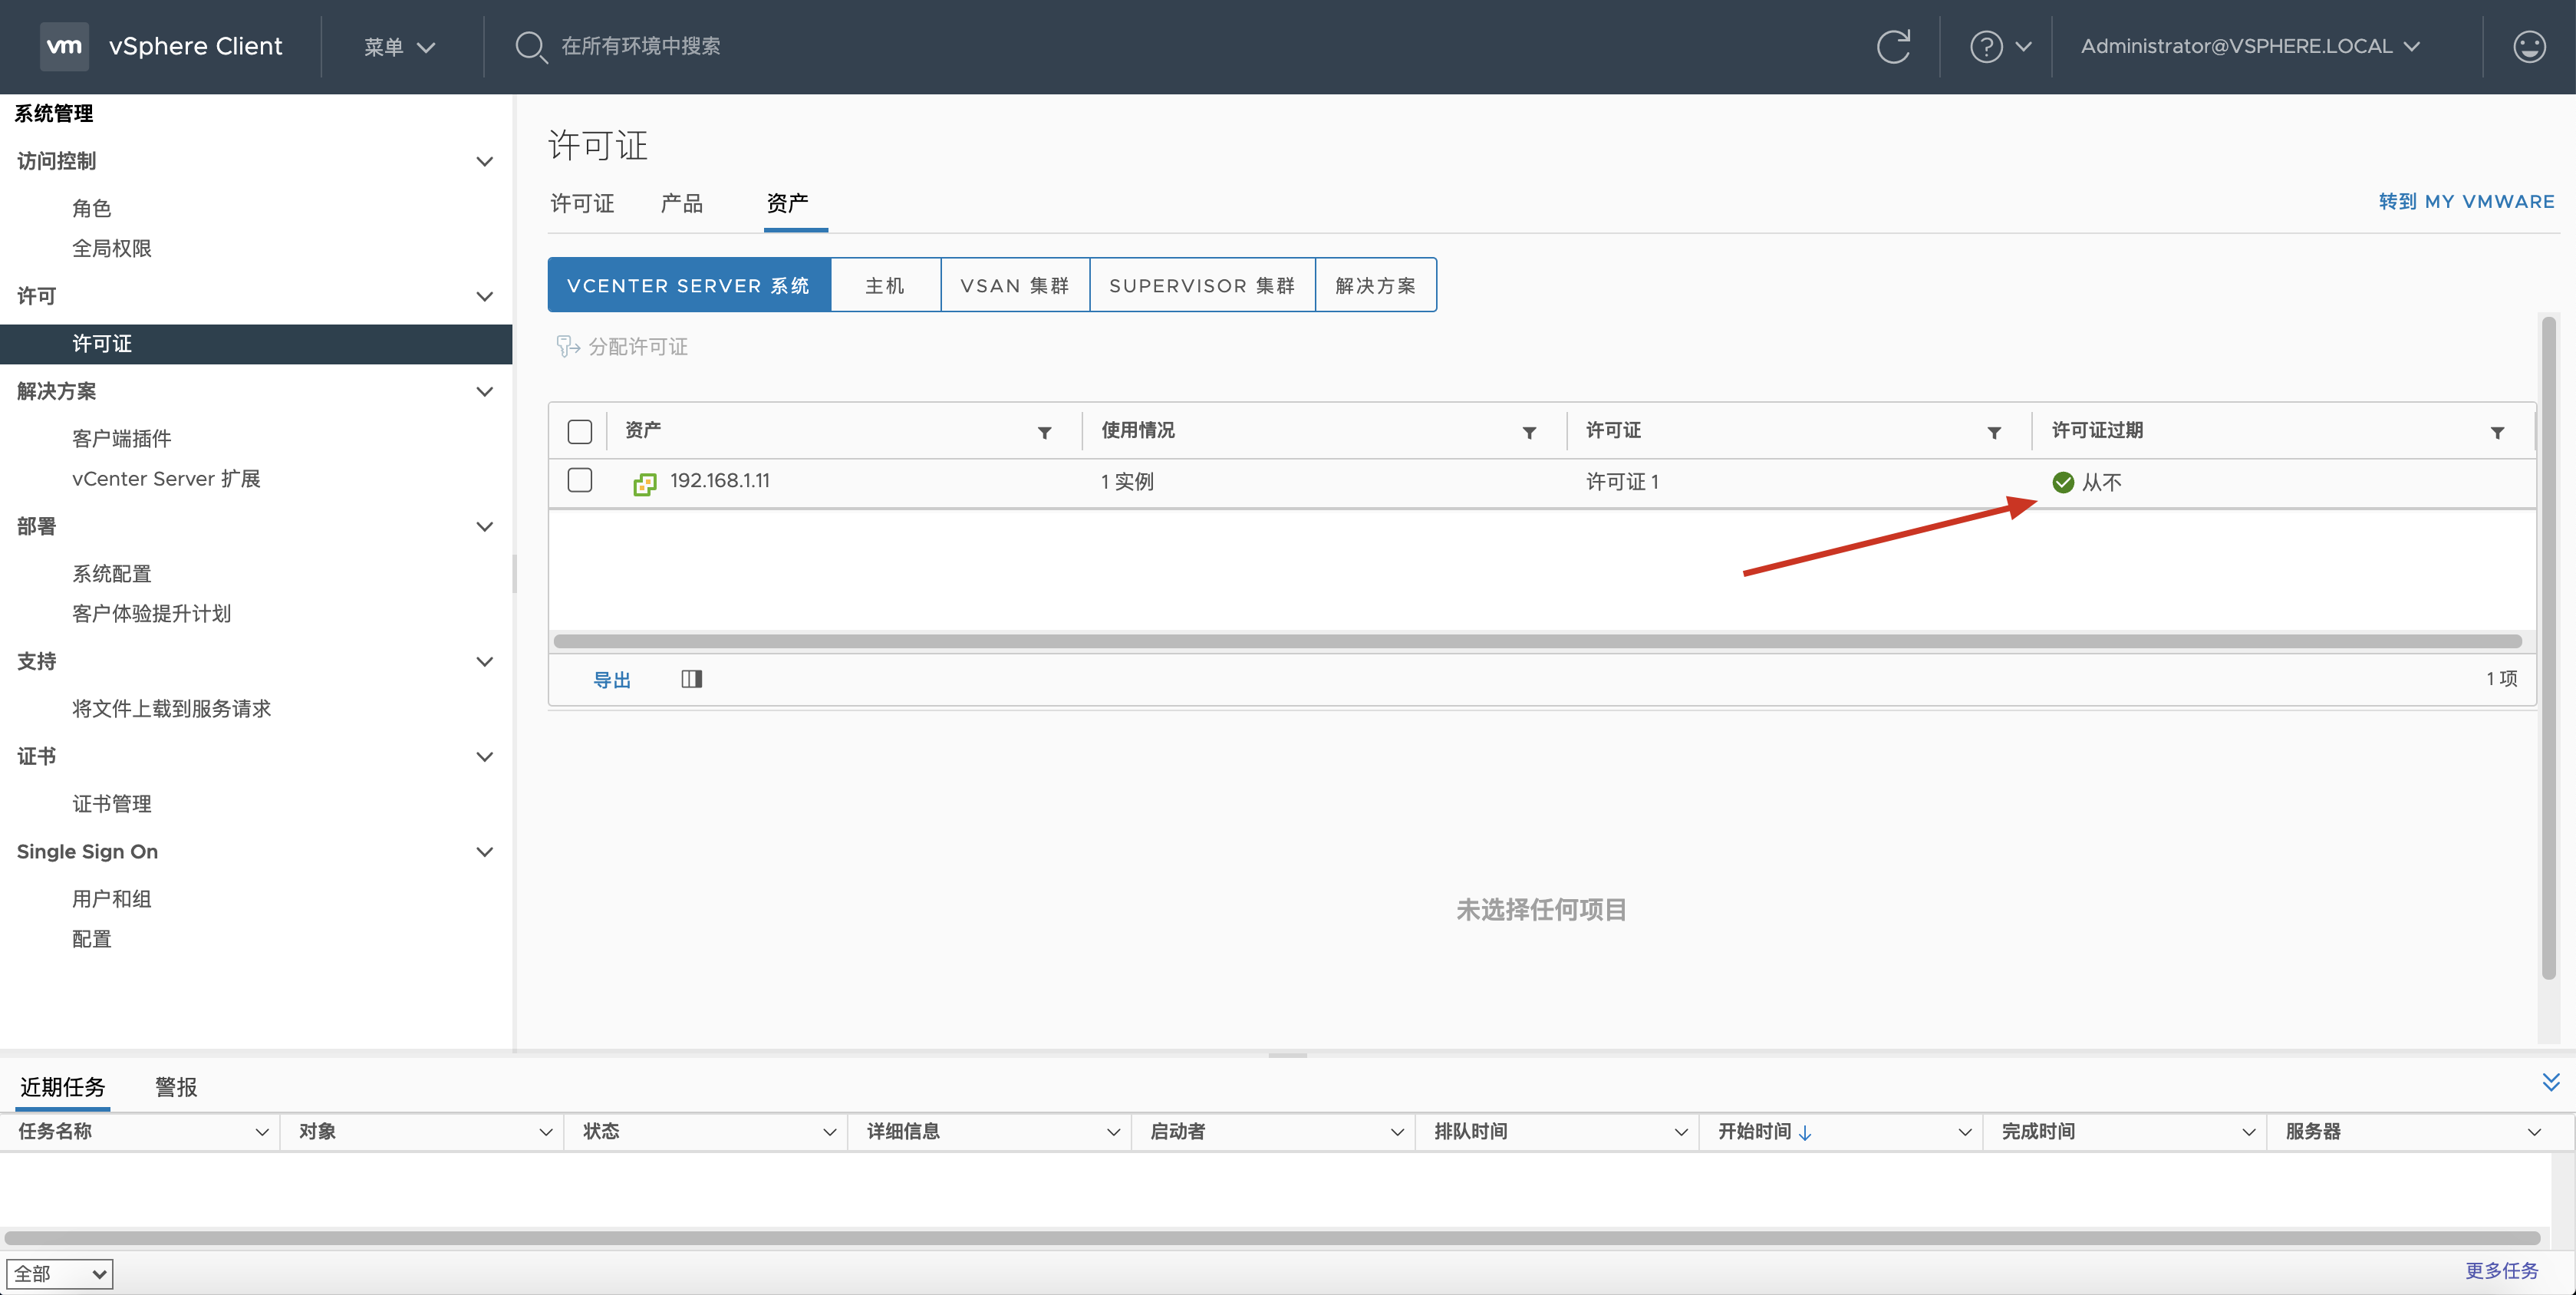 vm vSphere Client 菜单 在所有环境中搜索 Administrator@VSPHERE.LOCAL
系统管理
访问控制
角色
全局权限
许可
许可证
解决方案
客户端插件
vCenter Server 扩展
部署
系统配置
客户体验提升计划
支持
将文件上载到服务请求
证书
证书管理
Single Sign On
用户和组
配置
许可证
许可证 产品 资产 转到 MY VMWARE
VCENTER SERVER 系统 主机 VSAN 集群 SUPERVISOR 集群 解决方案
分配许可证
资产 使用情况 许可证 许可证过期
192.168.1.11 1 实例 许可证 1 从不
导出 1 项
未选择任何项目
近期任务 警报
任务名称 对象 状态 详细信息 启动者 排队时间 开始时间 ↓ 完成时间 服务器
全部 更多任务